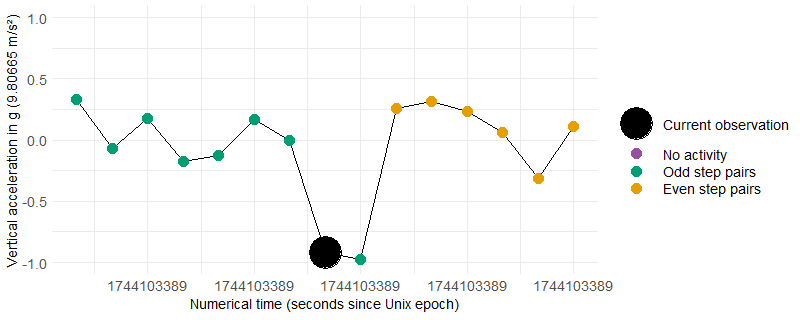 Vertical acceleration in g (9.80665 m/s²)
1.0
0.5
0.0
-0.5
-1.0
1744103389 1744103389 1744103389 1744103389 1744103389
Numerical time (seconds since Unix epoch)
Current observation
No activity
Odd step pairs
Even step pairs